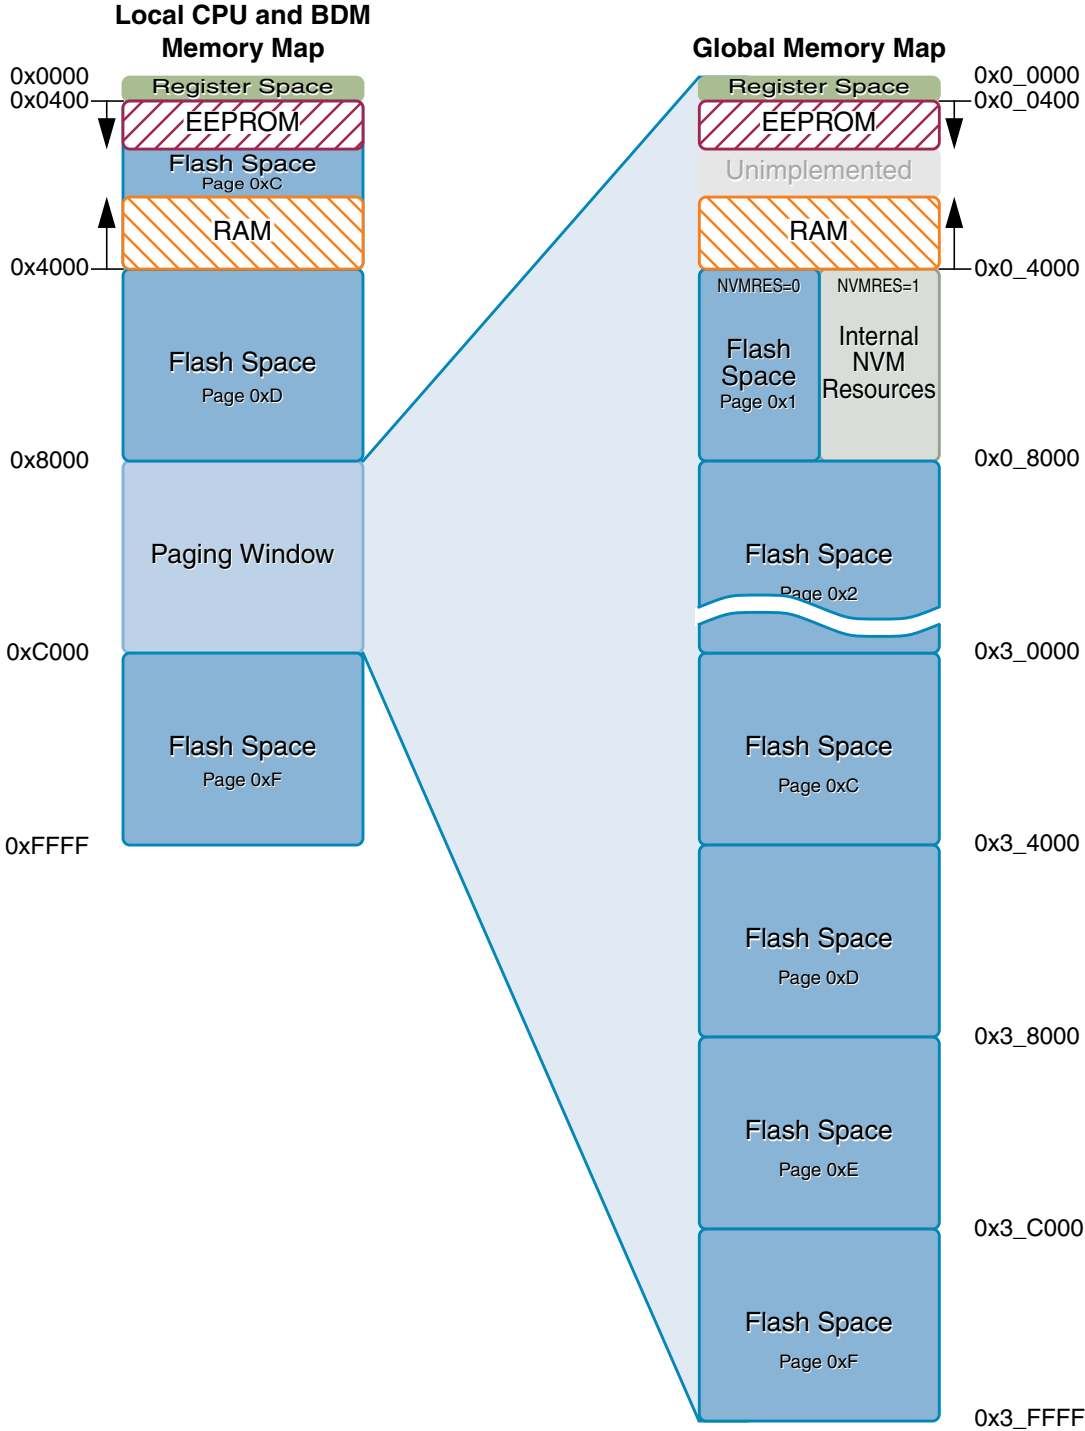 Local CPU and BDM
Memory Map
0x0000
0x0400
Register Space
EEPROM
Flash Space
Page 0xC
RAM
0x4000
Flash Space
Page 0xD
0x8000
Paging Window
0xC000
Flash Space
Page 0xF
0xFFFF
Global Memory Map
Register Space
0x0_0000
0x0_0400
EEPROM
Unimplemented
RAM
0x0_4000
NVMRES=0
Flash
Space
Page 0x1
NVMRES=1
Internal
NVM
Resources
0x0_8000
Flash Space
Page 0x2
0x3_0000
Flash Space
Page 0xC
0x3_4000
Flash Space
Page 0xD
0x3_8000
Flash Space
Page 0xE
0x3_C000
Flash Space
Page 0xF
0x3_FFFF